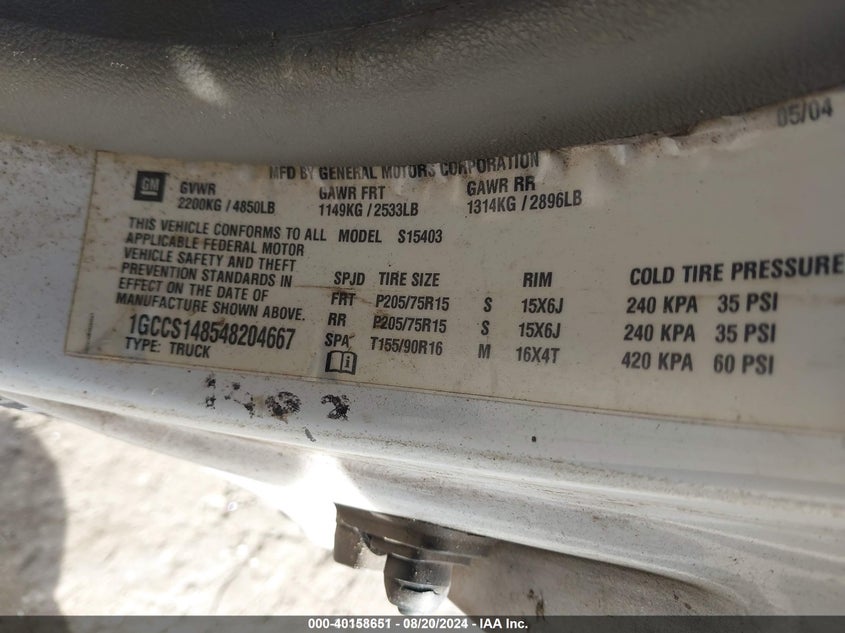 05/04
MFD BY GENERAL MOTORS CORPORATION
GM
GVWR GAWR FRT GAWR RR
2200KG / 4850LB 1149KG / 2533LB 1314KG / 2896LB
THIS VEHICLE CONFORMS TO ALL MODEL S15403
APPLICABLE FEDERAL MOTOR
VEHICLE SAFETY AND THEFT
PREVENTION STANDARDS IN
EFFECT ON THE DATE OF
MANUFACTURE SHOWN ABOVE.
1GCCS148548204667
TYPE: TRUCK
SPJD TIRE SIZE RIM COLD TIRE PRESSURE
FRT P205/75R15 S 15X6J 240 KPA 35 PSI
RR P205/75R15 S 15X6J 240 KPA 35 PSI
SPA T155/90R16 M 16X4T 420 KPA 60 PSI
000-40158651 - 08/20/2024 - IAA Inc.